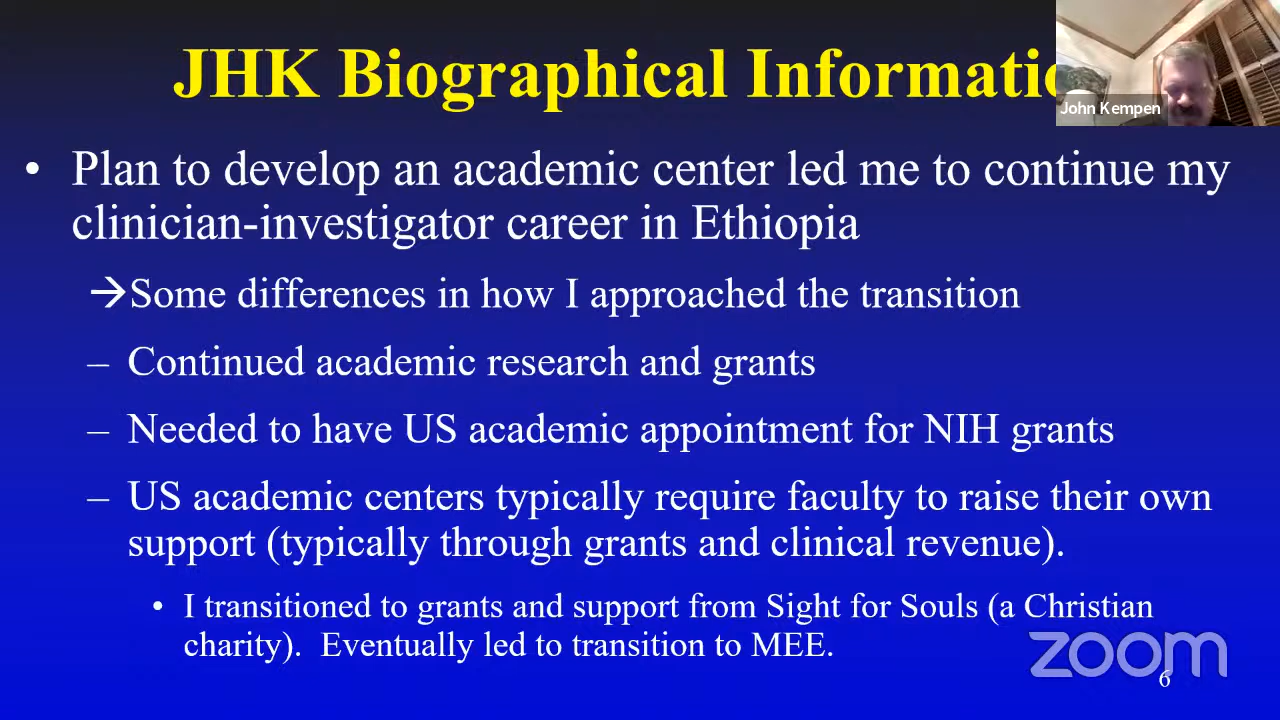 JHK Biographical Informatio
John Kempen
• Plan to develop an academic center led me to continue my
clinician-investigator career in Ethiopia
→Some differences in how I approached the transition
– Continued academic research and grants
– Needed to have US academic appointment for NIH grants
– US academic centers typically require faculty to raise their own
support (typically through grants and clinical revenue).
• I transitioned to grants and support from Sight for Souls (a Christian
charity).  Eventually led to transition to MEE.
zoom
6